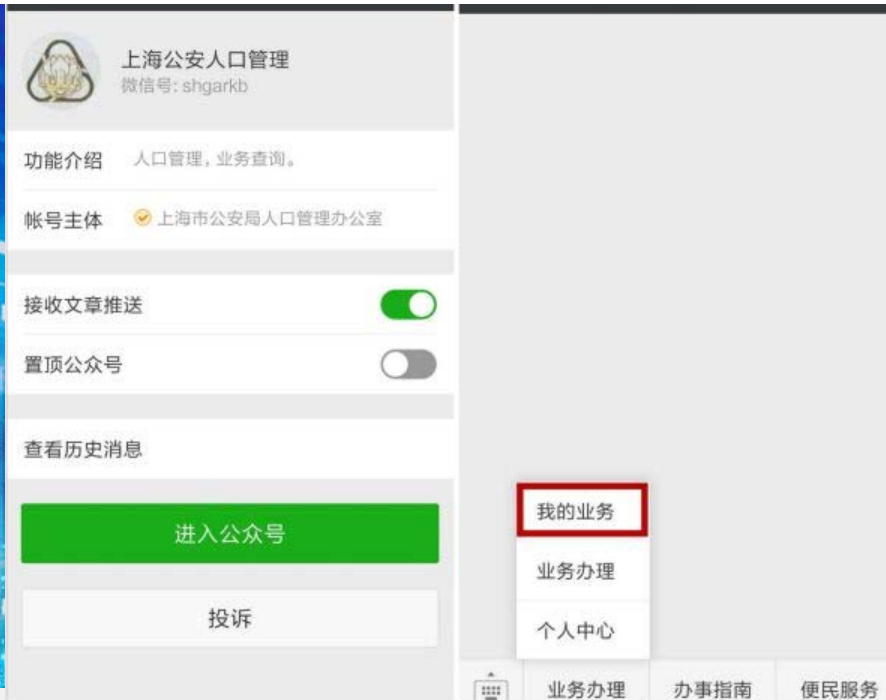 上海公安人口管理
微信号: shgarkb
功能介绍 人口管理，业务查询。
帐号主体 上海市公安局人口管理办公室
接收文章推送
置顶公众号
查看历史消息
进入公众号
投诉
我的业务
业务办理
个人中心
业务办理 办事指南 便民服务